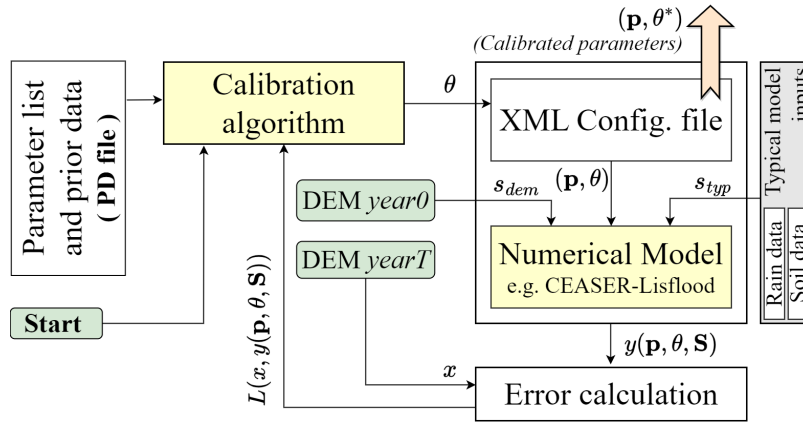 (𝐩, θ*)
(Calibrated parameters)
Parameter list
and prior data
( PD file )
Calibration
algorithm
θ
XML Config. file
Typical model
inputs
(𝐩, θ)
s_dem
s_typ
DEM year0
DEM yearT
Numerical Model
e.g. CEASER-Lisflood
Rain data
Soil data
Start
L(x, y(𝐩, θ, 𝐒))
y(𝐩, θ, 𝐒)
x
Error calculation